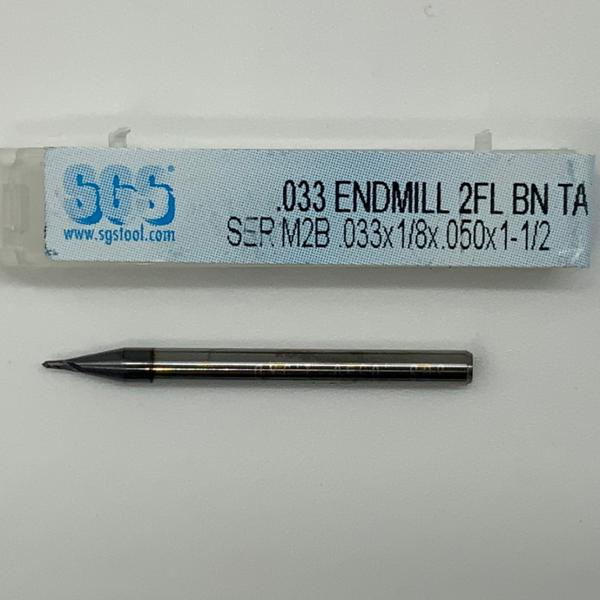 SGS
.033 ENDMILL 2FL BN TA
www.sgstool.com
SER M2B .033x1/8x.050x1-1/2